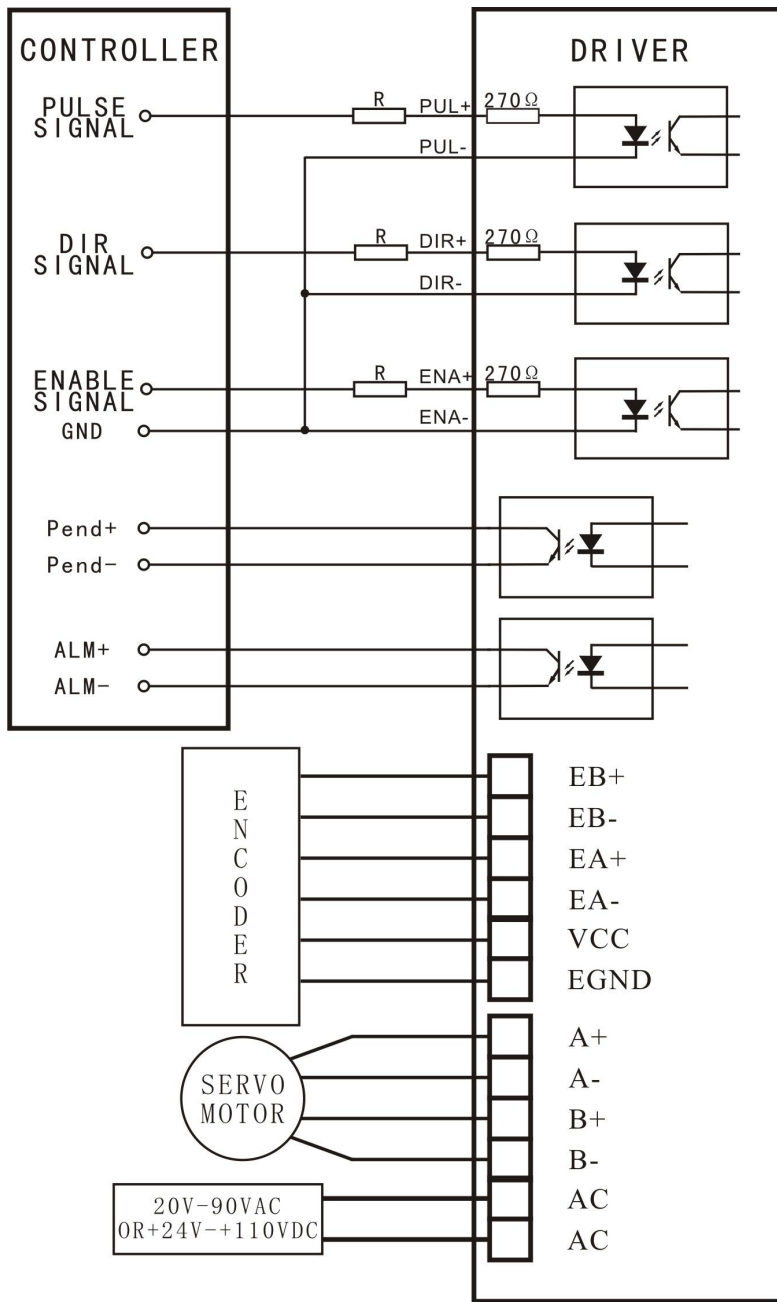 CONTROLLER
DRIVER
PULSE
SIGNAL
R
PUL+
270Ω
PUL-
DIR
SIGNAL
R
DIR+
270Ω
DIR-
ENABLE
SIGNAL
R
ENA+
270Ω
GND
ENA-
Pend+
Pend-
ALM+
ALM-
ENCODER
EB+
EB-
EA+
EA-
VCC
EGND
SERVO
MOTOR
A+
A-
B+
B-
20V-90VAC
OR+24V-+110VDC
AC
AC